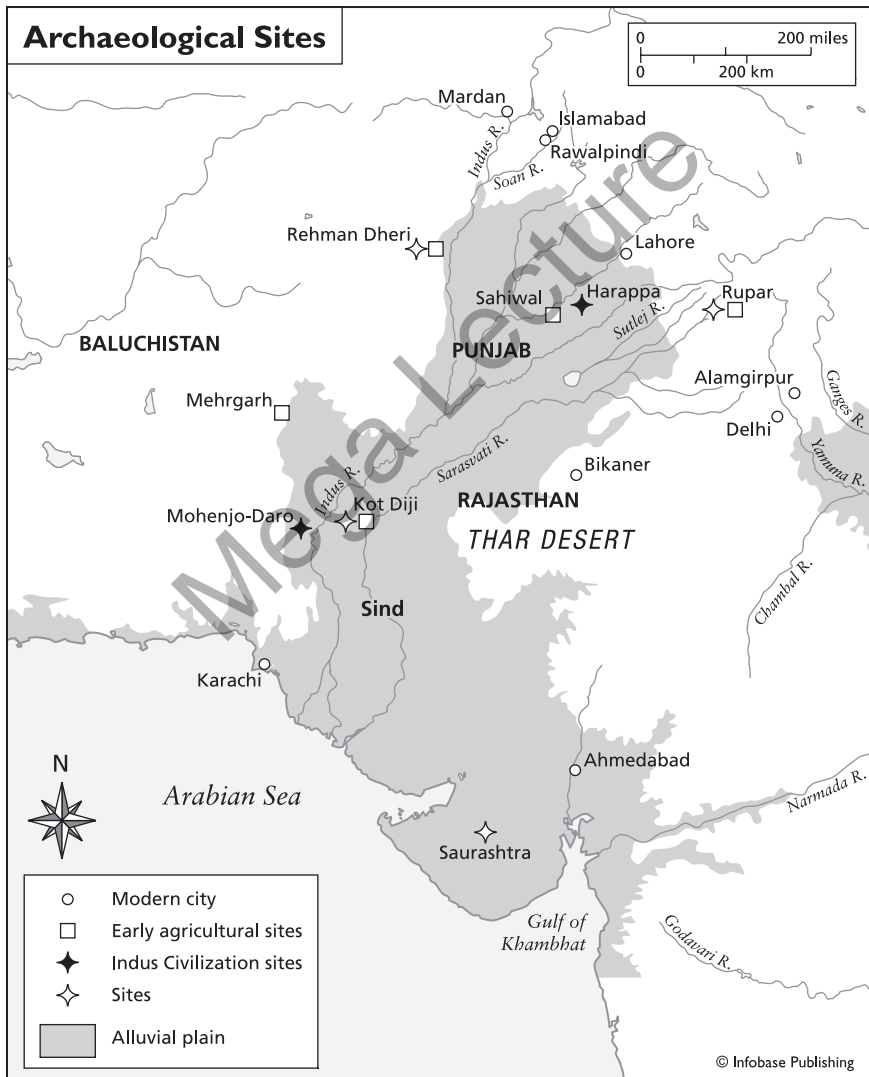 Archaeological Sites
0 200 miles
0 200 km
Mardan
Islamabad
Rawalpindi
Indus R.
Soan R.
Rehman Dheri
Lahore
Sahiwal
Harappa
Rupar
Sutlej R.
BALUCHISTAN
PUNJAB
Alamgirpur
Delhi
Ganges R.
Yamuna R.
Mehrgarh
Indus R.
Sarasvati R.
Bikaner
Mohenjo-Daro
Kot Diji
RAJASTHAN
THAR DESERT
Chambal R.
Sind
Karachi
Ahmedabad
Narmada R.
N
Arabian Sea
Saurashtra
Gulf of
Khambhat
Godavari R.
Modern city
Early agricultural sites
Indus Civilization sites
Sites
Alluvial plain
© Infobase Publishing
Mega Lecture